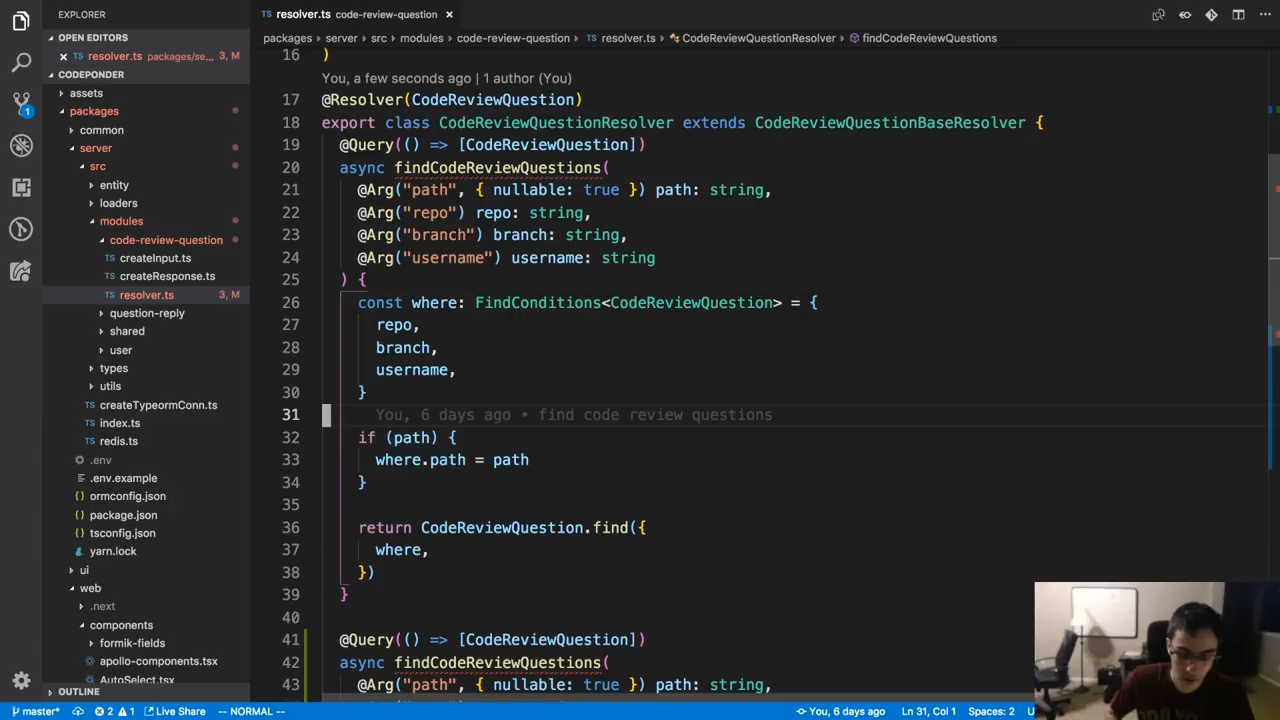 EXPLORER
resolver.ts code-review-question ×
OPEN EDITORS
× TS resolver.ts packages/se... 3, M
packages › server › src › modules › code-review-question › TS resolver.ts › CodeReviewQuestionResolver › findCodeReviewQuestions
CODEPONDER
assets
packages
common
server
src
entity
loaders
modules
code-review-question
TS createInput.ts
TS createResponse.ts
TS resolver.ts 3, M
question-reply
shared
user
types
utils
TS createTypeormConn.ts
TS index.ts
TS redis.ts
.env
.env.example
{} ormconfig.json
{} package.json
{} tsconfig.json
yarn.lock
ui
web
.next
components
formik-fields
apollo-components.tsx
AutoSelect.tsx
OUTLINE
16 )
You, a few seconds ago | 1 author (You)
17 @Resolver(CodeReviewQuestion)
18 export class CodeReviewQuestionResolver extends CodeReviewQuestionBaseResolver {
19 @Query(() => [CodeReviewQuestion])
20 async findCodeReviewQuestions(
21 @Arg("path", { nullable: true }) path: string,
22 @Arg("repo") repo: string,
23 @Arg("branch") branch: string,
24 @Arg("username") username: string
25 ) {
26 const where: FindConditions<CodeReviewQuestion> = {
27 repo,
28 branch,
29 username,
30 }
31 You, 6 days ago • find code review questions
32 if (path) {
33 where.path = path
34 }
35
36 return CodeReviewQuestion.find({
37 where,
38 })
39 }
40
41 @Query(() => [CodeReviewQuestion])
42 async findCodeReviewQuestions(
43 @Arg("path", { nullable: true }) path: string,
1
master* 2 1 Live Share -- NORMAL -- You, 6 days ago Ln 31, Col 1 Spaces: 2